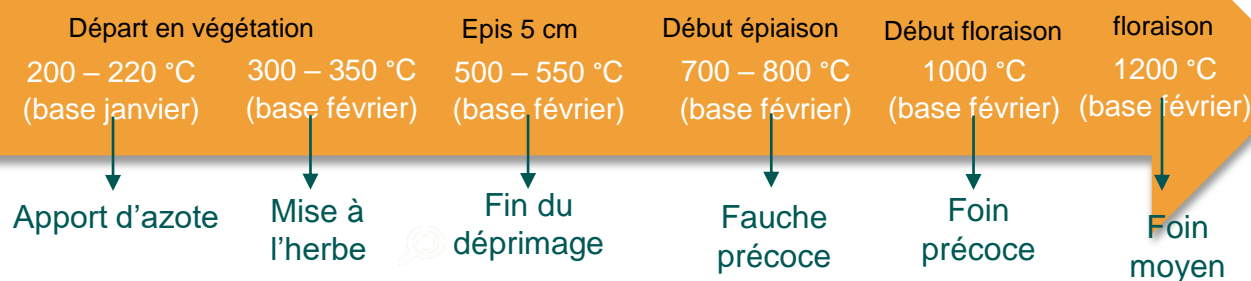 Départ en végétation
Epis 5 cm
Début épiaison
Début floraison
floraison
200 – 220 °C
(base janvier)
300 – 350 °C
(base février)
500 – 550 °C
(base février)
700 – 800 °C
(base février)
1000 °C
(base février)
1200 °C
(base février)
Apport d'azote
Mise à
l'herbe
Fin du
déprimage
Fauche
précoce
Foin
précoce
Foin
moyen